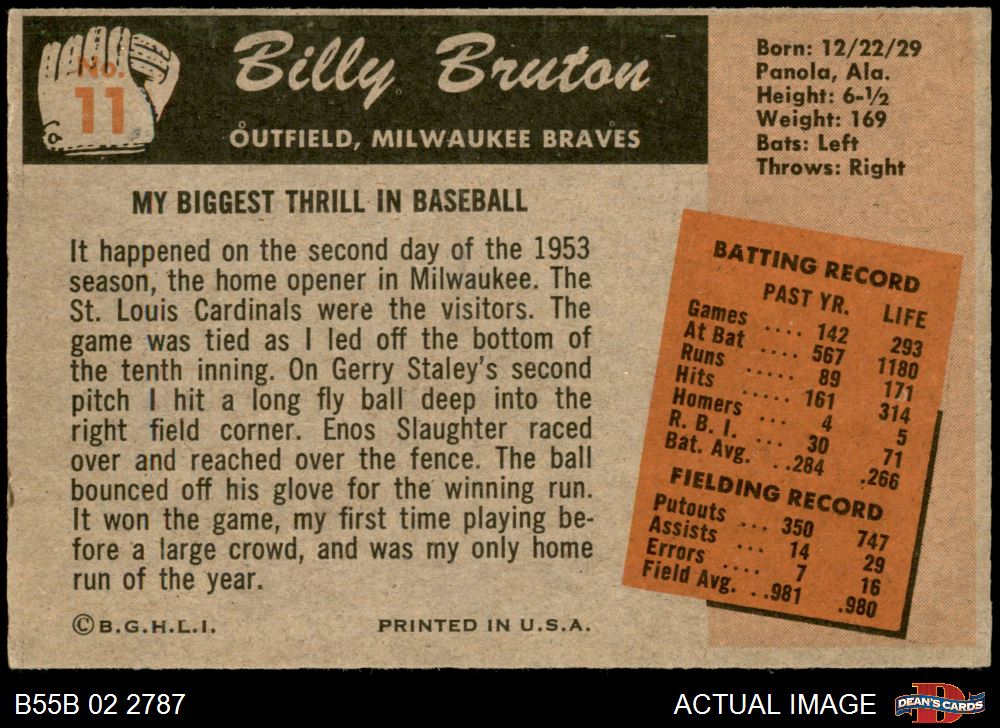 No.
11
Billy Bruton
OUTFIELD, MILWAUKEE BRAVES
Born: 12/22/29
Panola, Ala.
Height: 6-½
Weight: 169
Bats: Left
Throws: Right
MY BIGGEST THRILL IN BASEBALL
It happened on the second day of the 1953
season, the home opener in Milwaukee. The
St. Louis Cardinals were the visitors. The
game was tied as I led off the bottom of
the tenth inning. On Gerry Staley's second
pitch I hit a long fly ball deep into the
right field corner. Enos Slaughter raced
over and reached over the fence. The ball
bounced off his glove for the winning run.
It won the game, my first time playing be-
fore a large crowd, and was my only home
run of the year.
©B.G.H.L.I. PRINTED IN U.S.A.
BATTING RECORD
PAST YR. LIFE
Games .... 142 293
At Bat .... 567 1180
Runs ..... 89 171
Hits ..... 161 314
Homers ... 4 5
R. B. I. ... 30 71
Bat. Avg. ..284 .266
FIELDING RECORD
Putouts ... 350 747
Assists ... 14 29
Errors .... 7 16
Field Avg. ..981 .980
B55B 02 2787 ACTUAL IMAGE
D
DEAN'S CARDS